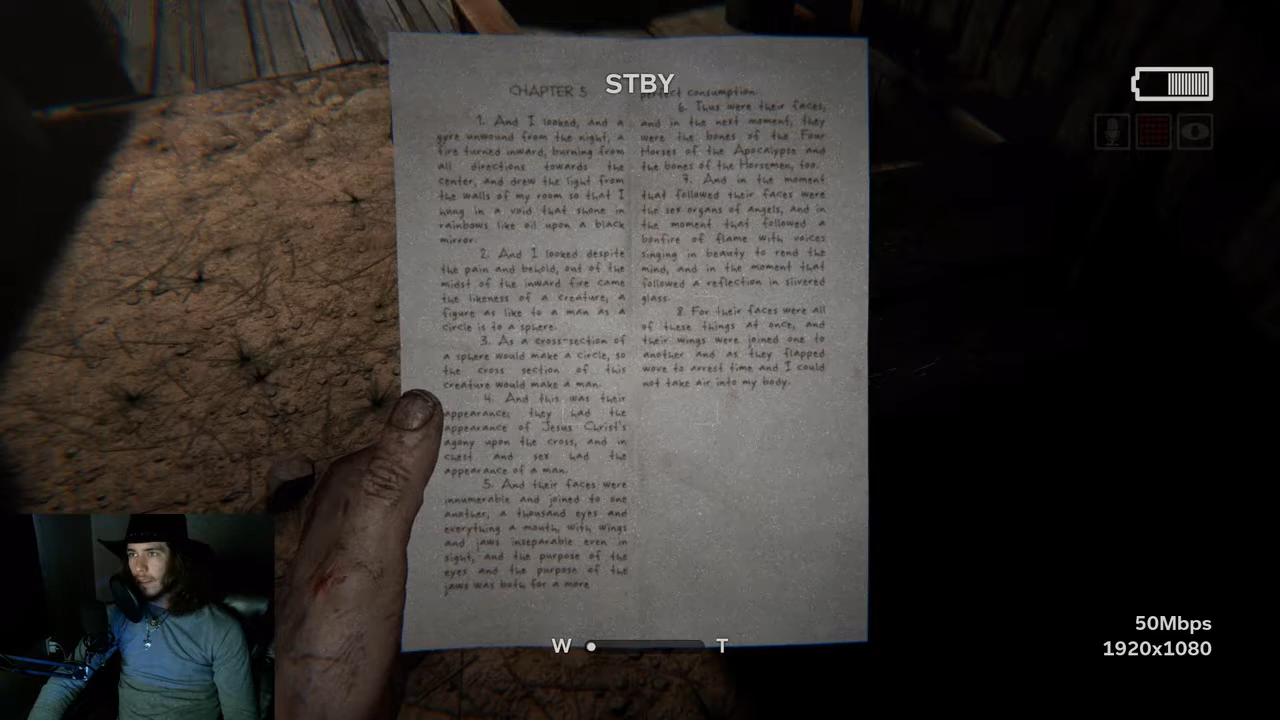 STBY
CHAPTER 5
1. And I looked, and a
gyre unwound from the night, a
fire turned inward, burning from
all directions towards the
center, and drew the light from
the walls of my room so that I
hung in a void that shone in
rainbows like oil upon a black
mirror.
2. And I looked despite
the pain and behold, out of the
midst of the inward fire came
the likeness of a creature, a
figure as like to a man as a
circle is to a sphere.
3. As a cross-section of
a sphere would make a circle, so
the cross section of this
creature would make a man.
4. And this was their
appearance; they had the
appearance of Jesus Christ's
agony upon the cross, and in
chest and sex had the
appearance of a man.
5. And their faces were
innumerable and joined to one
another, a thousand eyes and
everything a mouth, with wings
and jaws inseparable even in
sight, and the purpose of the
eyes and the purpose of the
jaws was both for a more
perfect consumption.
6. Thus were their faces,
and in the next moment, they
were the bones of the Four
Horses of the Apocalypse and
the bones of the Horsemen, too.
7. And in the moment
that followed their faces were
the sex organs of angels, and in
the moment that followed a
bonfire of flame with voices
singing in beauty to rend the
mind, and in the moment that
followed a reflection in slivered
glass.
8. For their faces were all
of these things at once, and
their wings were joined one to
another and as they flapped
wove to arrest time and I could
not take air into my body.
W T
50Mbps
1920x1080